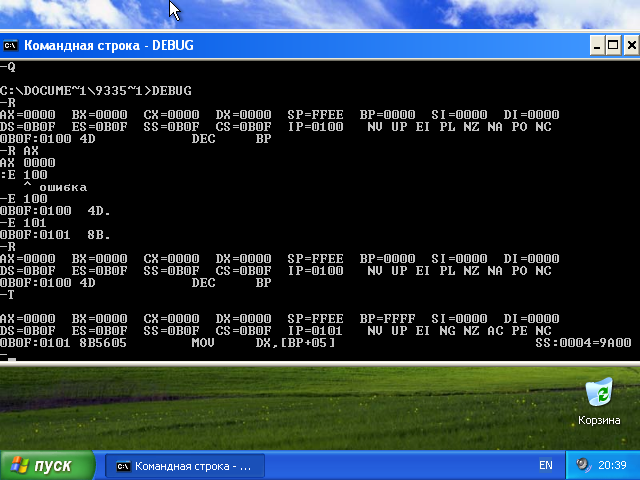 Командная строка - DEBUG
-Q
C:\DOCUME~1\9335~1>DEBUG
-R
AX=0000 BX=0000 CX=0000 DX=0000 SP=FFEE BP=0000 SI=0000 DI=0000
DS=0B0F ES=0B0F SS=0B0F CS=0B0F IP=0100 NV UP EI PL NZ NA PO NC
0B0F:0100 4D DEC BP
-R AX
AX 0000
:E 100
^ ошибка
-E 100
0B0F:0100 4D.
-E 101
0B0F:0101 8B.
-R
AX=0000 BX=0000 CX=0000 DX=0000 SP=FFEE BP=0000 SI=0000 DI=0000
DS=0B0F ES=0B0F SS=0B0F CS=0B0F IP=0100 NV UP EI PL NZ NA PO NC
0B0F:0100 4D DEC BP
-T
AX=0000 BX=0000 CX=0000 DX=0000 SP=FFEE BP=FFFF SI=0000 DI=0000
DS=0B0F ES=0B0F SS=0B0F CS=0B0F IP=0101 NV UP EI NG NZ AC PE NC
0B0F:0101 8B5605 MOV DX,[BP+05] SS:0004=9A00
-_
Корзина
пуск
Командная строка - ...
EN
20:39